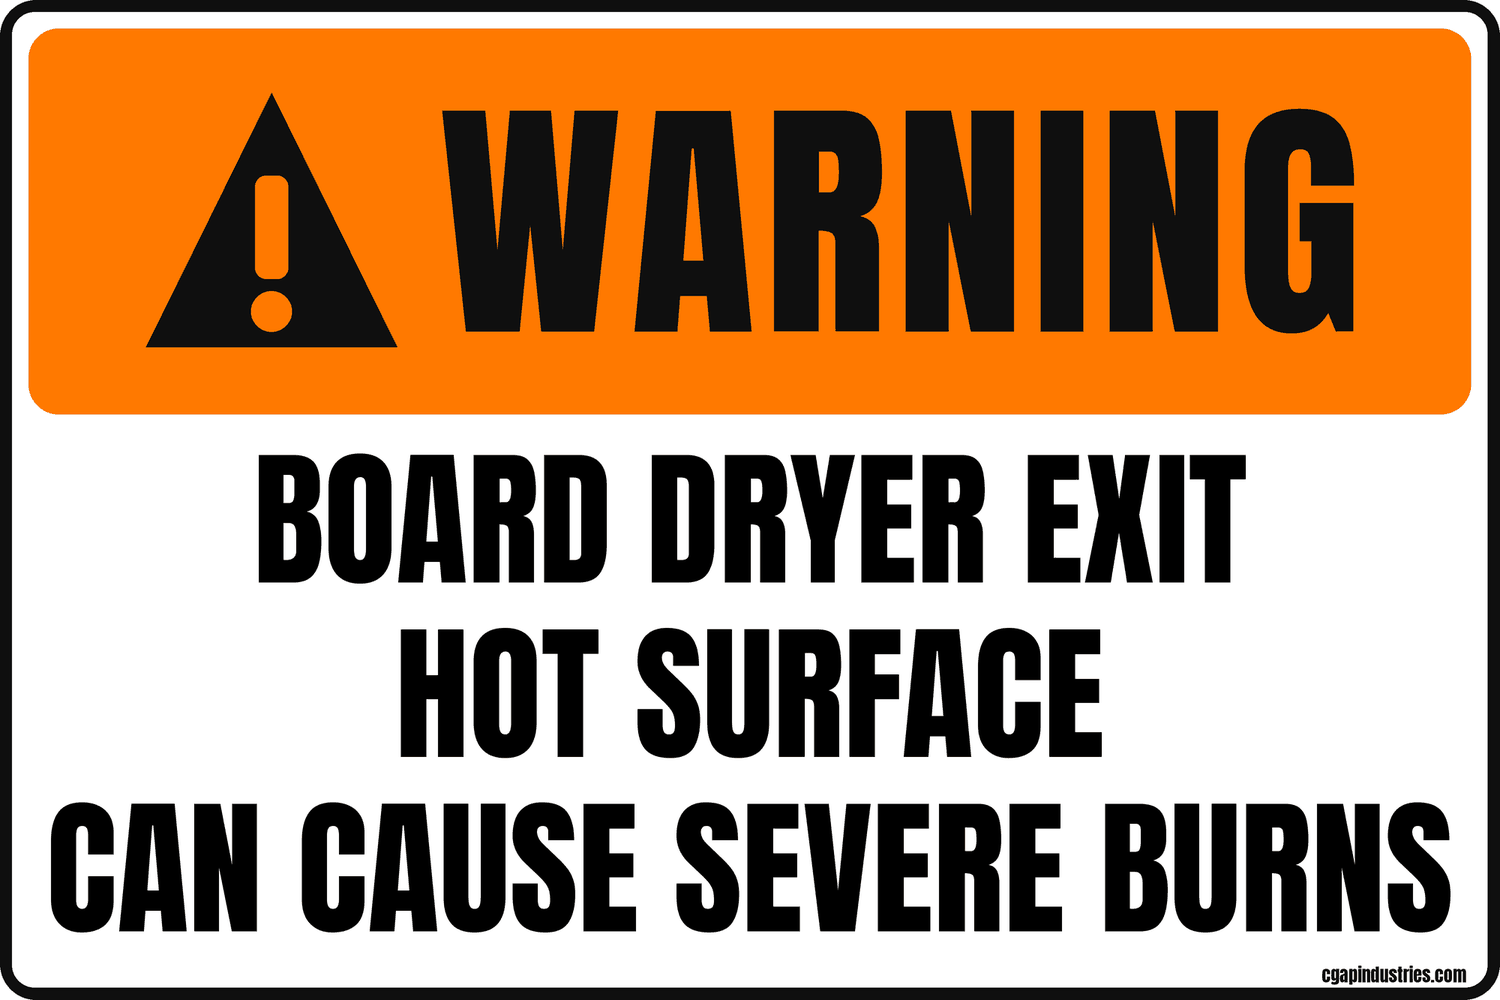 WARNING
BOARD DRYER EXIT
HOT SURFACE
CAN CAUSE SEVERE BURNS
cgapindustries.com